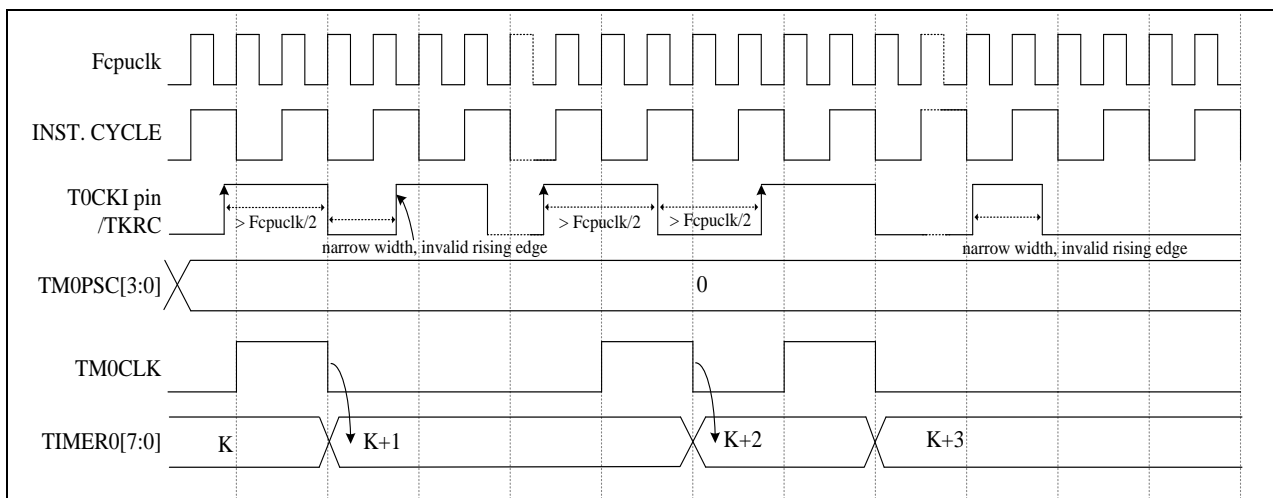 Fcpuclk
INST. CYCLE
T0CKI pin
/TKRC
> Fcpuclk/2
narrow width, invalid rising edge
> Fcpuclk/2
> Fcpuclk/2
narrow width, invalid rising edge
TM0PSC[3:0]
0
TM0CLK
TIMER0[7:0]
K
K+1
K+2
K+3